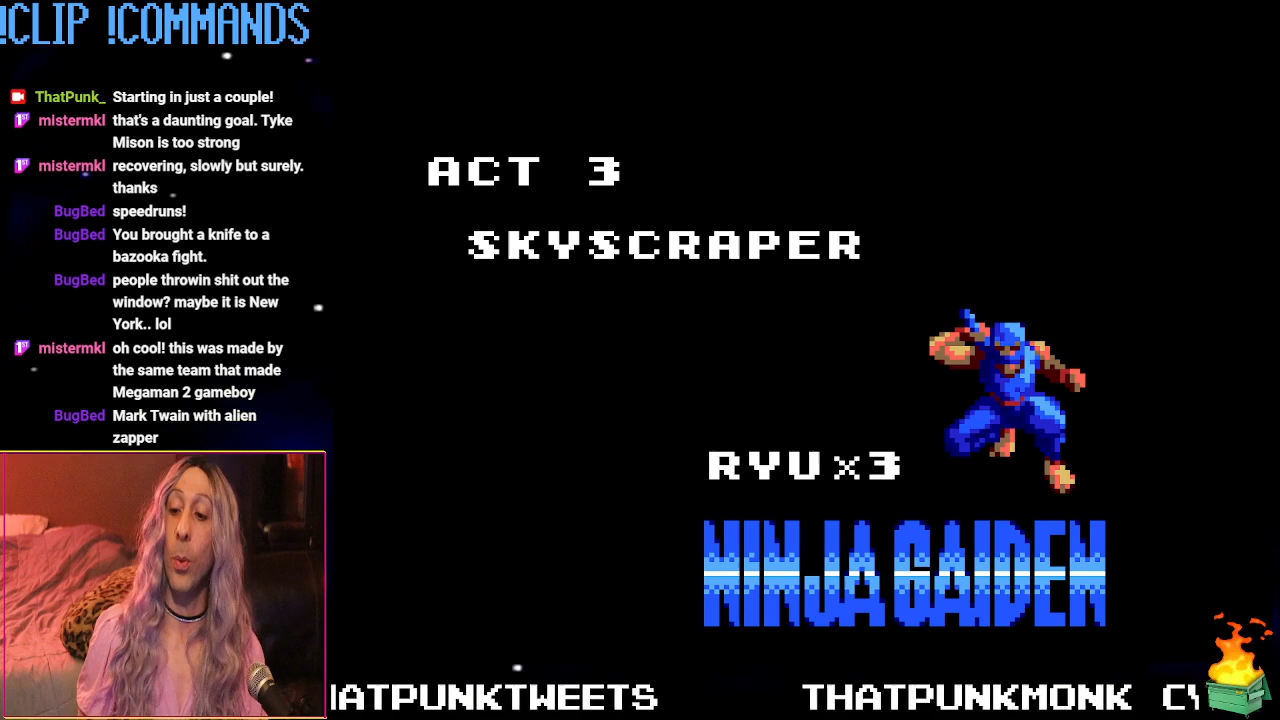 !CLIP !COMMANDS
ThatPunk_ Starting in just a couple!
mistermkl that's a daunting goal. Tyke
Mison is too strong
mistermkl recovering, slowly but surely.
thanks
BugBed speedruns!
BugBed You brought a knife to a
bazooka fight.
BugBed people throwin shit out the
window? maybe it is New
York.. lol
mistermkl oh cool! this was made by
the same team that made
Megaman 2 gameboy
BugBed Mark Twain with alien
zapper
ACT 3
SKYSCRAPER
RYU×3
NINJA GAIDEN
HATPUNKTWEETS THATPUNKMONK CY